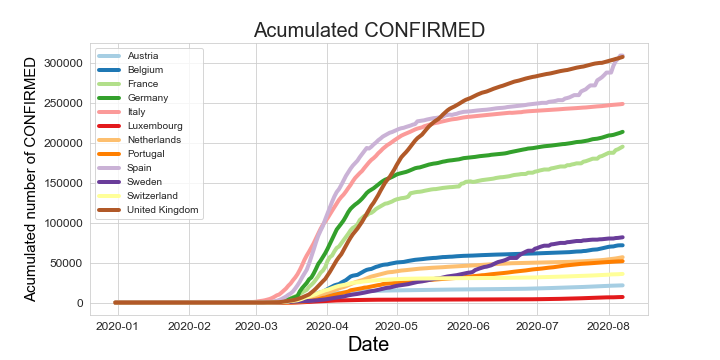 Acumulated CONFIRMED
Acumulated number of CONFIRMED
300000
250000
200000
150000
100000
50000
0
Austria
Belgium
France
Germany
Italy
Luxembourg
Netherlands
Portugal
Spain
Sweden
Switzerland
United Kingdom
2020-01 2020-02 2020-03 2020-04 2020-05 2020-06 2020-07 2020-08
Date